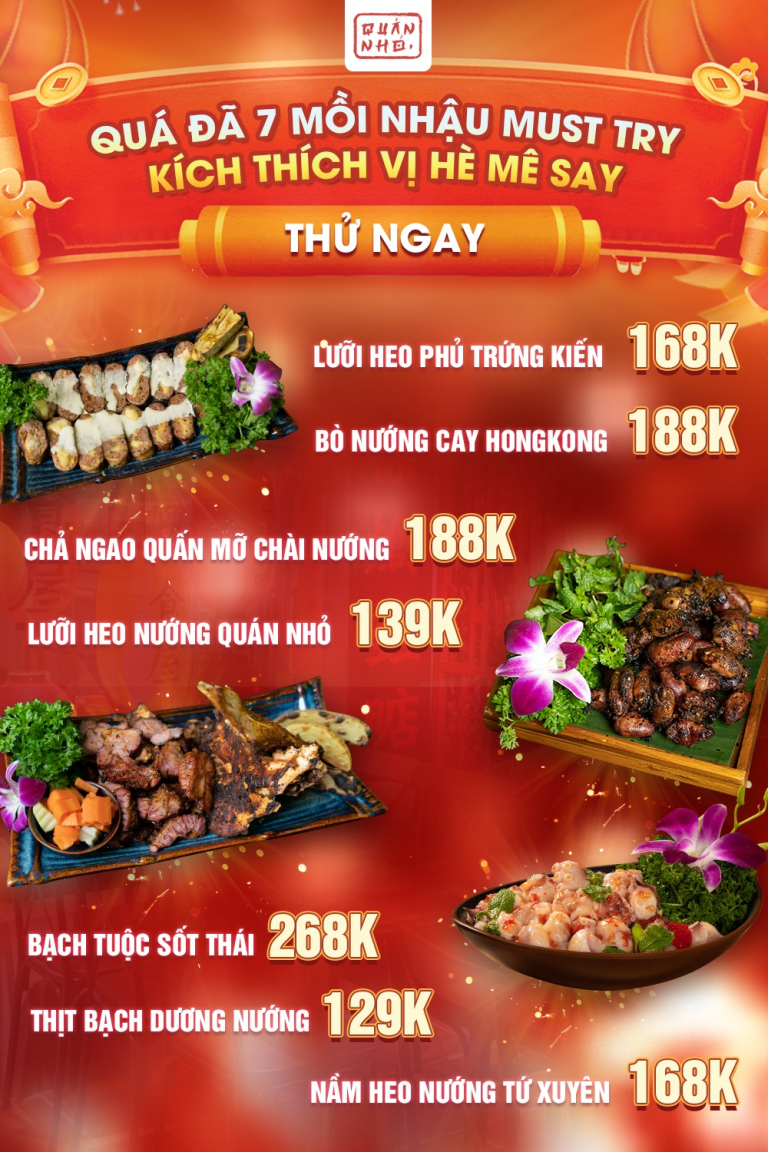 QUÁN
NHỎ.
QUÁ ĐÃ 7 MỒI NHẬU MUST TRY
KÍCH THÍCH VỊ HÈ MÊ SAY
THỬ NGAY
LƯỠI HEO PHỦ TRỨNG KIẾN 168K
BÒ NƯỚNG CAY HONGKONG 188K
CHẢ NGAO QUẤN MỠ CHÀI NƯỚNG 188K
LƯỠI HEO NƯỚNG QUÁN NHỎ 139K
BẠCH TUỘC SỐT THÁI 268K
THỊT BẠCH DƯƠNG NƯỚNG 129K
NẦM HEO NƯỚNG TỨ XUYÊN 168K